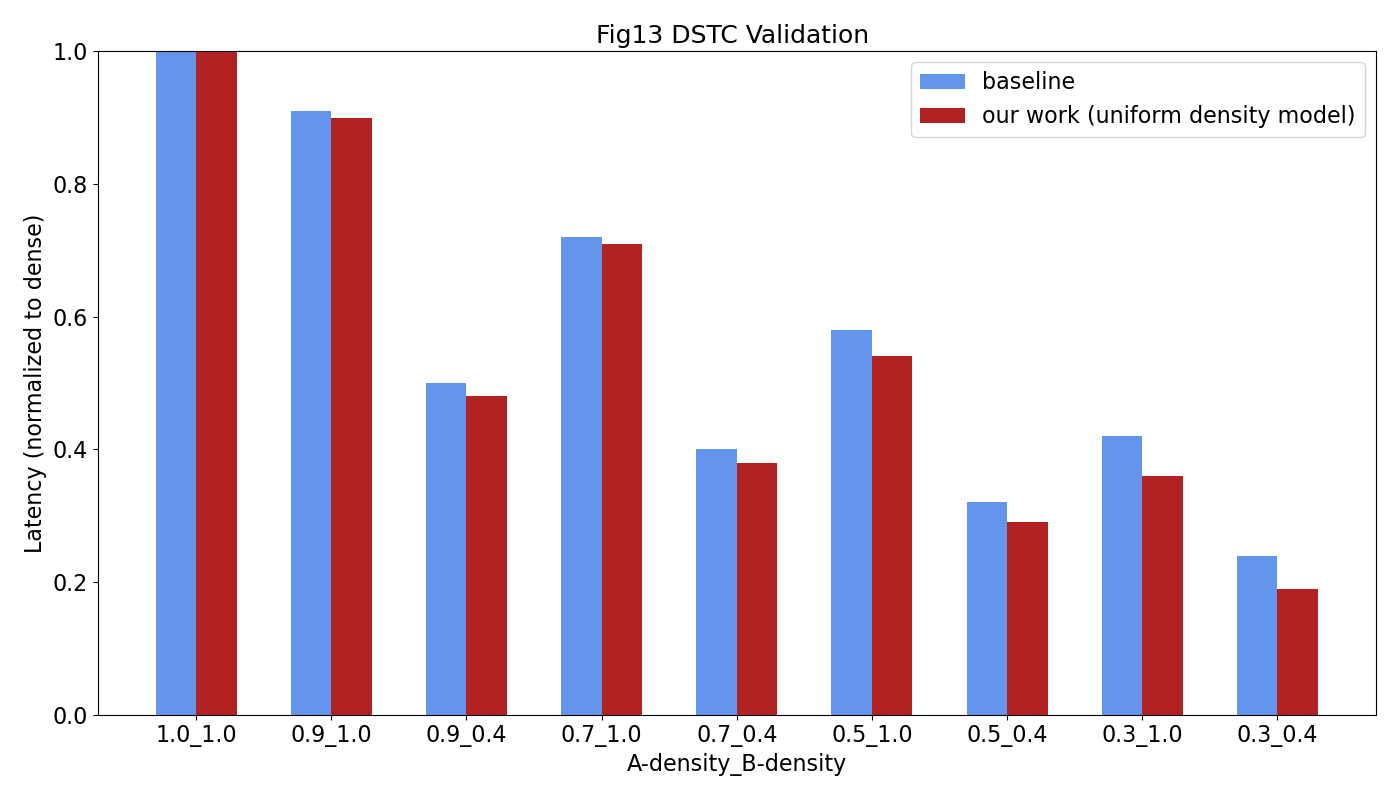 Fig13 DSTC Validation
baseline
our work (uniform density model)
Latency (normalized to dense)
1.0
0.8
0.6
0.4
0.2
0.0
1.0_1.0 0.9_1.0 0.9_0.4 0.7_1.0 0.7_0.4 0.5_1.0 0.5_0.4 0.3_1.0 0.3_0.4
A-density_B-density